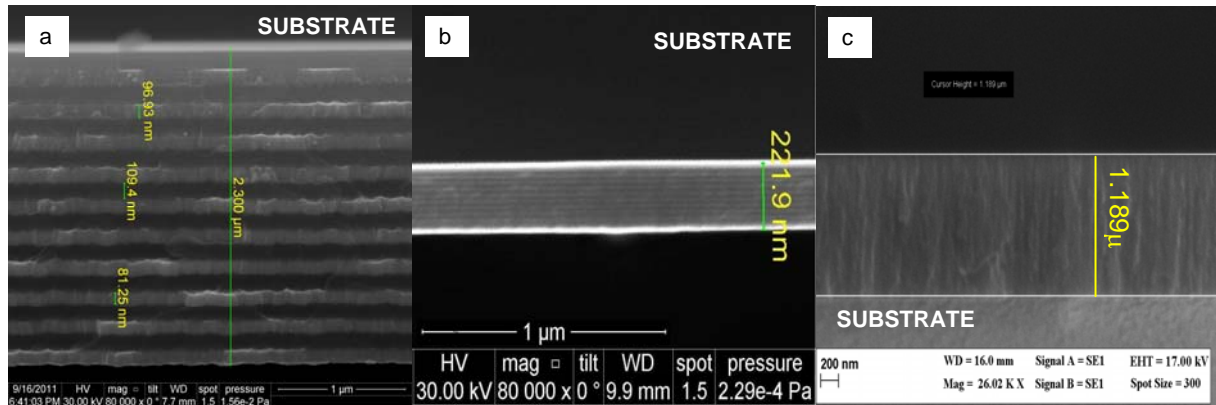 a
SUBSTRATE
96.93 nm
109.4 nm
2.300 µm
81.25 nm
9/16/2011 HV mag □ tilt WD spot pressure
6:41:03 PM 30.00 kV 80 000 x 0 ° 7.7 mm 1.5 1.56e-2 Pa
1 µm
b
SUBSTRATE
221.9 nm
1 µm
HV mag □ tilt WD spot pressure
30.00 kV 80 000 x 0 ° 9.9 mm 1.5 2.29e-4 Pa
c
Cursor Height = 1.189 µm
1.189µ
SUBSTRATE
200 nm
WD = 16.0 mm Signal A = SE1 EHT = 17.00 kV
Mag = 26.02 K X Signal B = SE1 Spot Size = 300